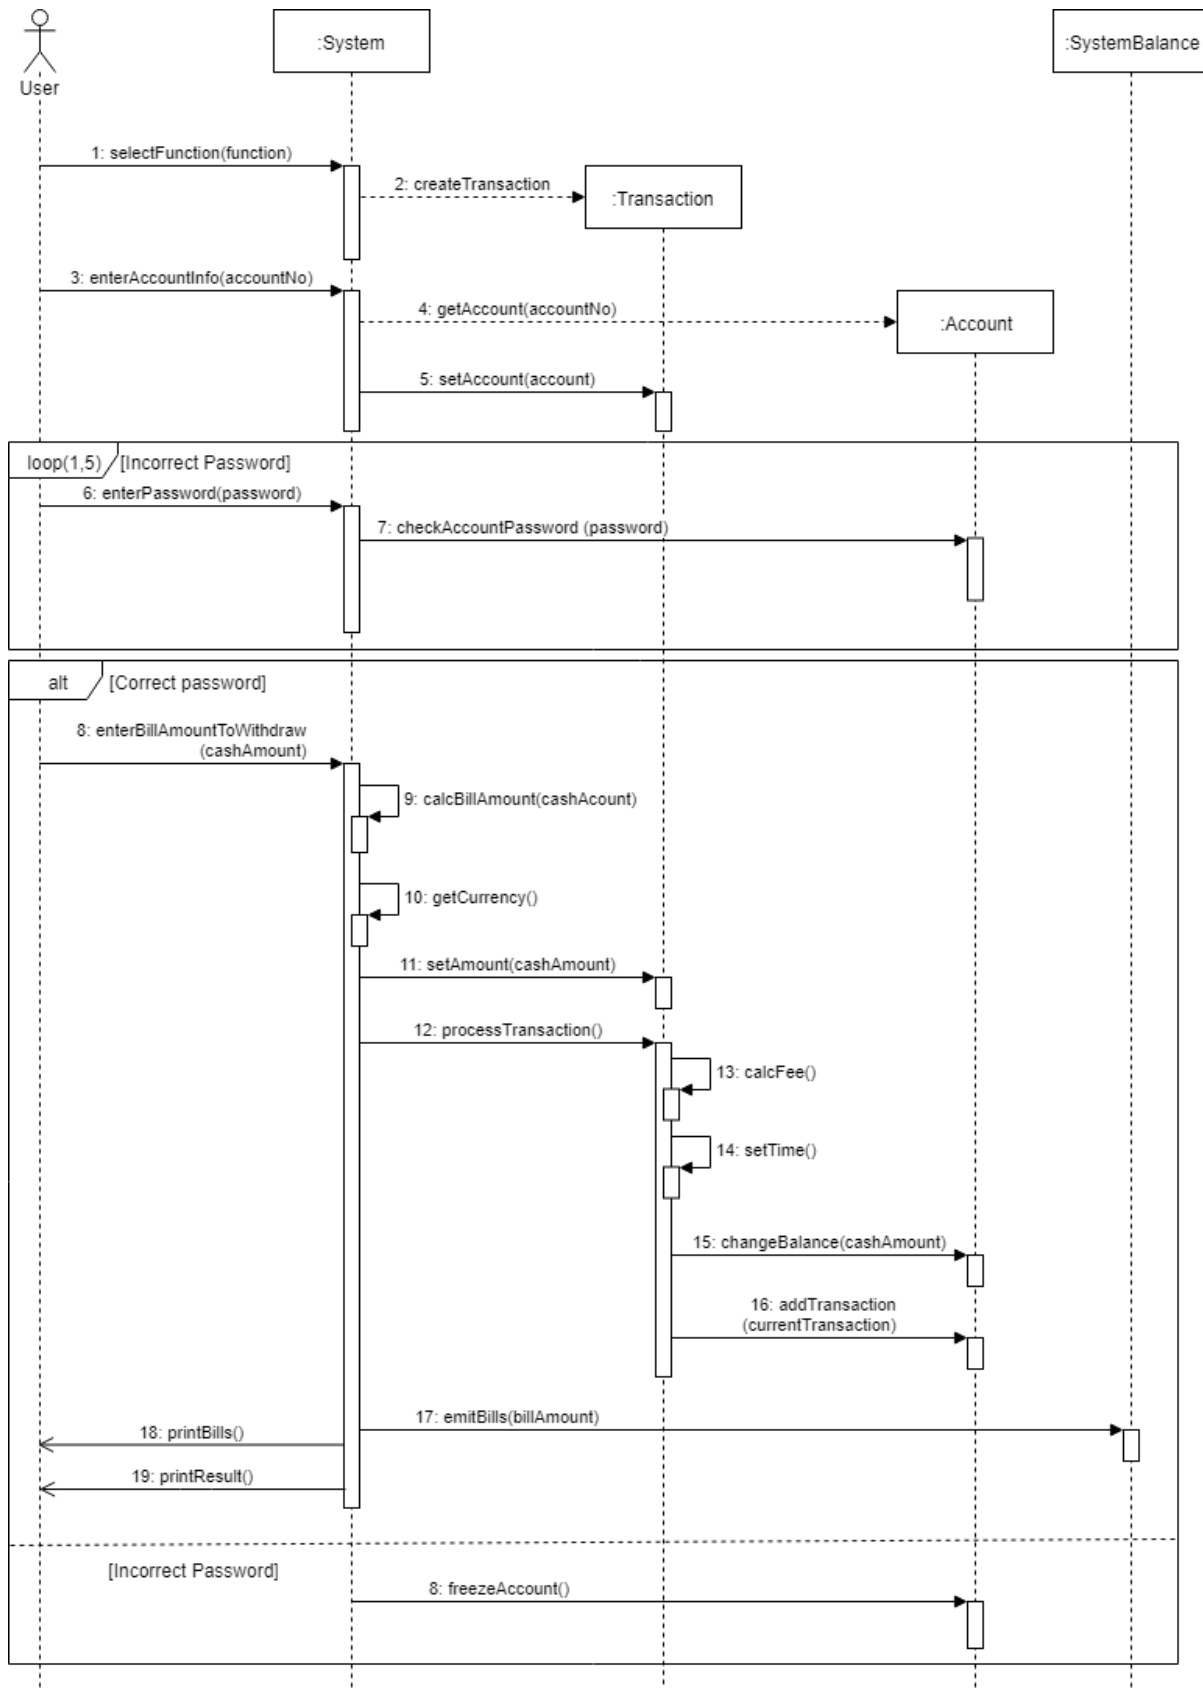 User
:System
:SystemBalance
1: selectFunction(function)
2: createTransaction
:Transaction
3: enterAccountInfo(accountNo)
4: getAccount(accountNo)
:Account
5: setAccount(account)
loop(1,5)
[Incorrect Password]
6: enterPassword(password)
7: checkAccountPassword (password)
alt
[Correct password]
8: enterBillAmountToWithdraw
(cashAmount)
9: calcBillAmount(cashAcount)
10: getCurrency()
11: setAmount(cashAmount)
12: processTransaction()
13: calcFee()
14: setTime()
15: changeBalance(cashAmount)
16: addTransaction
(currentTransaction)
17: emitBills(billAmount)
18: printBills()
19: printResult()
[Incorrect Password]
8: freezeAccount()